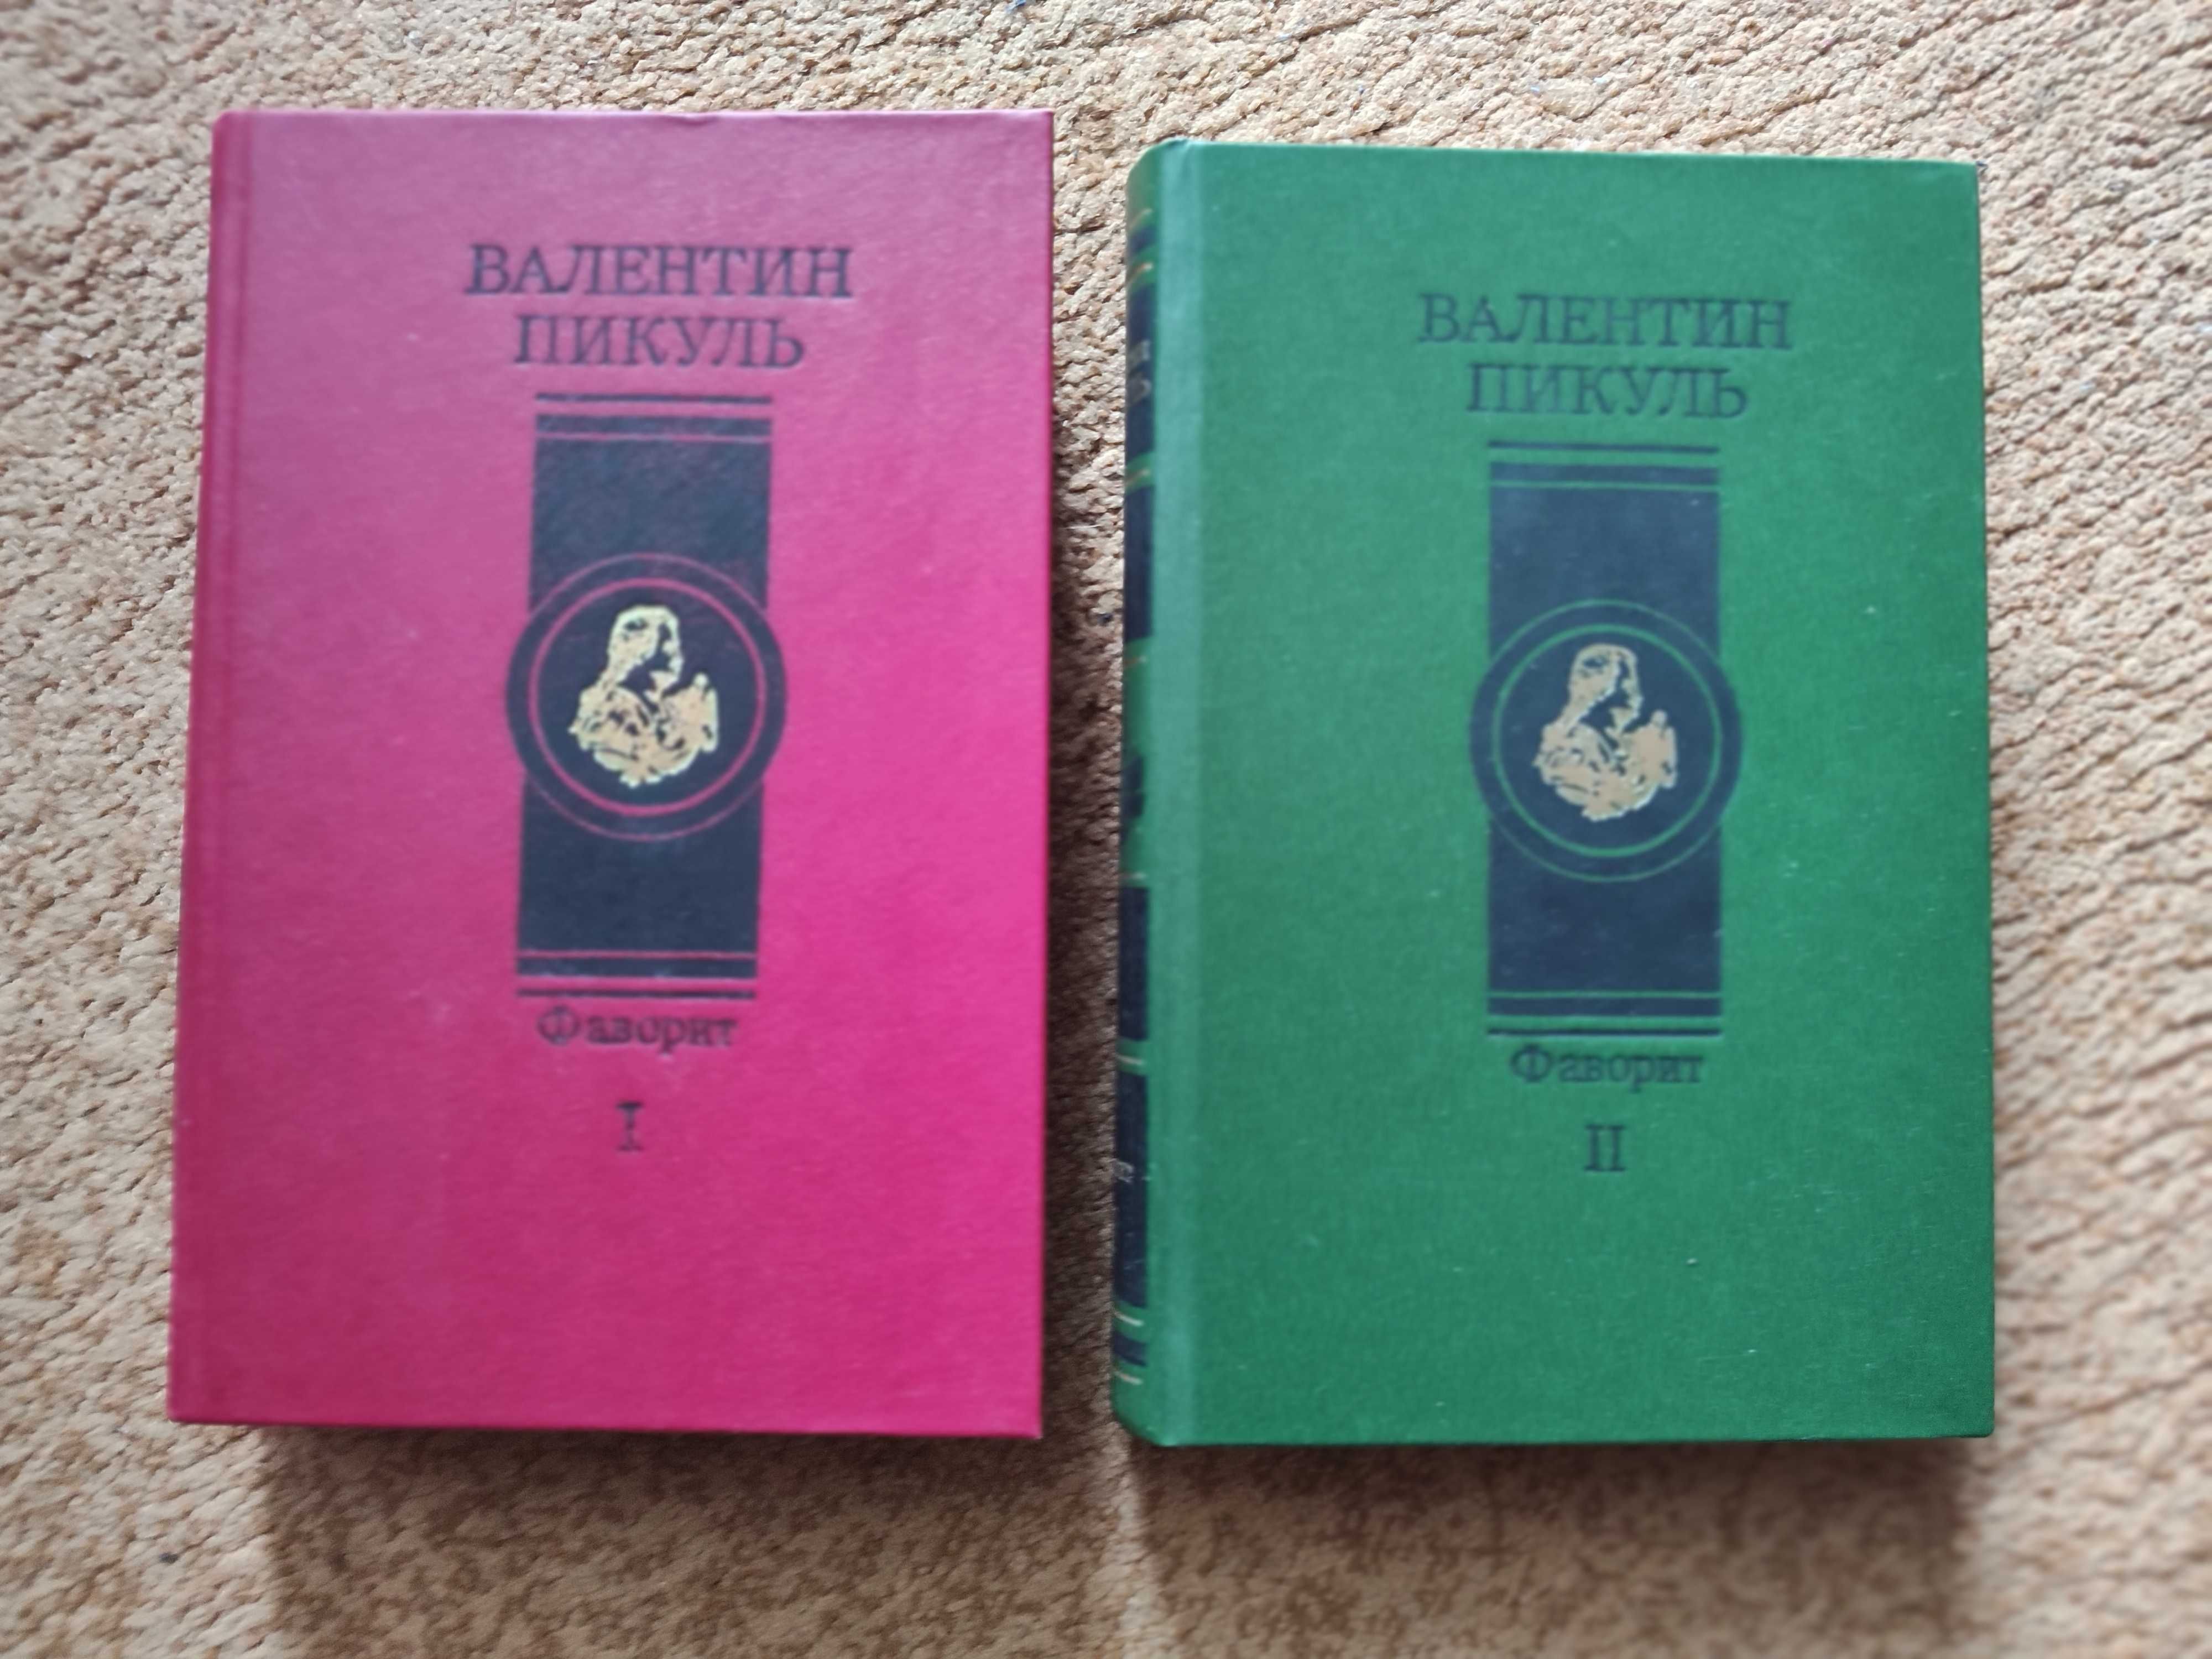 ВАЛЕНТИН
ПИКУЛЬ
Фаворит
I
ВАЛЕНТИН
ПИКУЛЬ
Фаворит
II